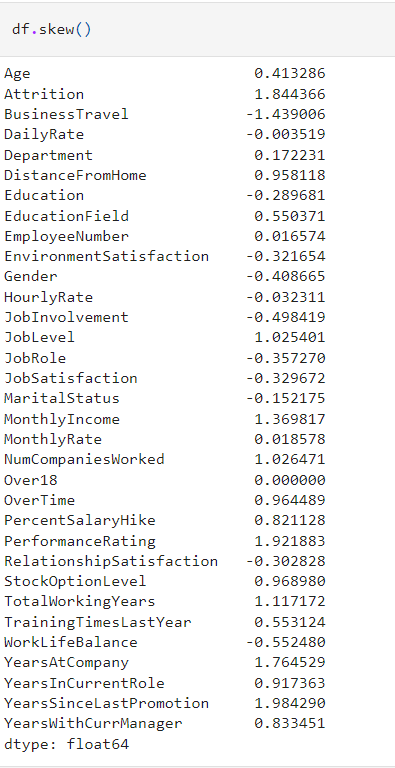 df.skew()
Age 0.413286
Attrition 1.844366
BusinessTravel -1.439006
DailyRate -0.003519
Department 0.172231
DistanceFromHome 0.958118
Education -0.289681
EducationField 0.550371
EmployeeNumber 0.016574
EnvironmentSatisfaction -0.321654
Gender -0.408665
HourlyRate -0.032311
JobInvolvement -0.498419
JobLevel 1.025401
JobRole -0.357270
JobSatisfaction -0.329672
MaritalStatus -0.152175
MonthlyIncome 1.369817
MonthlyRate 0.018578
NumCompaniesWorked 1.026471
Over18 0.000000
OverTime 0.964489
PercentSalaryHike 0.821128
PerformanceRating 1.921883
RelationshipSatisfaction -0.302828
StockOptionLevel 0.968980
TotalWorkingYears 1.117172
TrainingTimesLastYear 0.553124
WorkLifeBalance -0.552480
YearsAtCompany 1.764529
YearsInCurrentRole 0.917363
YearsSinceLastPromotion 1.984290
YearsWithCurrManager 0.833451
dtype: float64